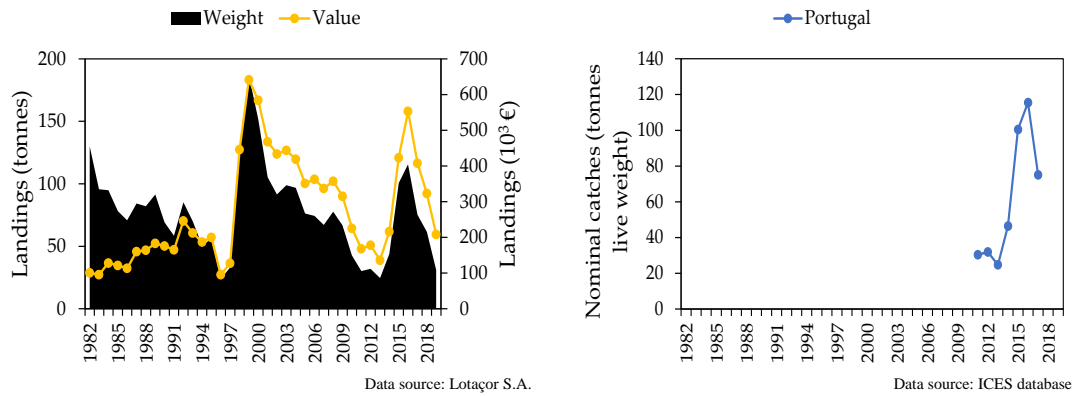 Weight Value
Landings (tonnes)
200
150
100
50
0
Landings (10³ €)
700
600
500
400
300
200
100
0
1982 1985 1988 1991 1994 1997 2000 2003 2006 2009 2012 2015 2018
Data source: Lotaçor S.A.
Portugal
Nominal catches (tonnes
live weight)
140
120
100
80
60
40
20
0
1982 1985 1988 1991 1994 1997 2000 2003 2006 2009 2012 2015 2018
Data source: ICES database